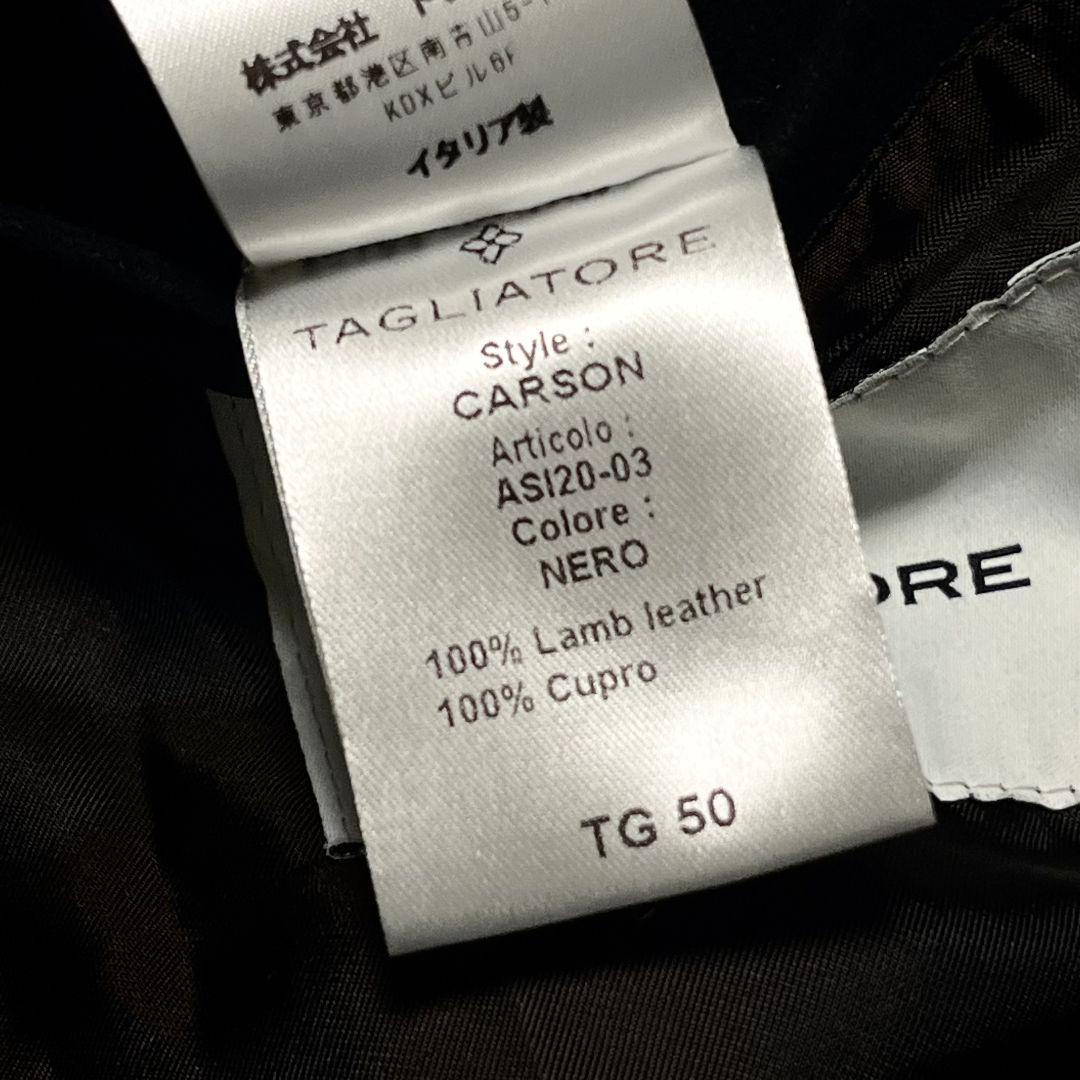 株式会社
東京都港区南青山5-1
KDXビル6F
イタリア製
TAGLIATORE
Style :
CARSON
Articolo :
ASI20-03
Colore :
NERO
100% Lamb leather
100% Cupro
TG 50
ORE